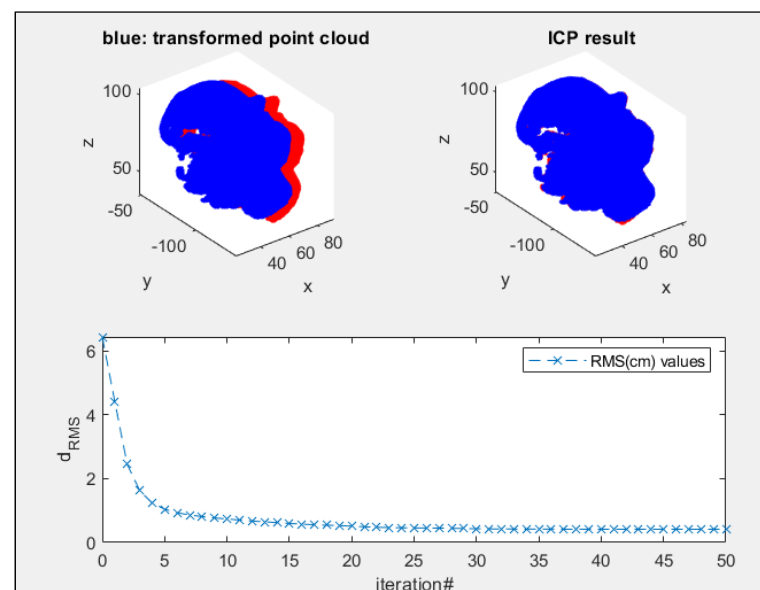 blue: transformed point cloud
ICP result
100
50
-50
-100
40
60
80
z
y
x
100
50
-50
-100
40
60
80
z
y
x
6
4
2
0
d_RMS
RMS(cm) values
0 5 10 15 20 25 30 35 40 45 50
iteration#